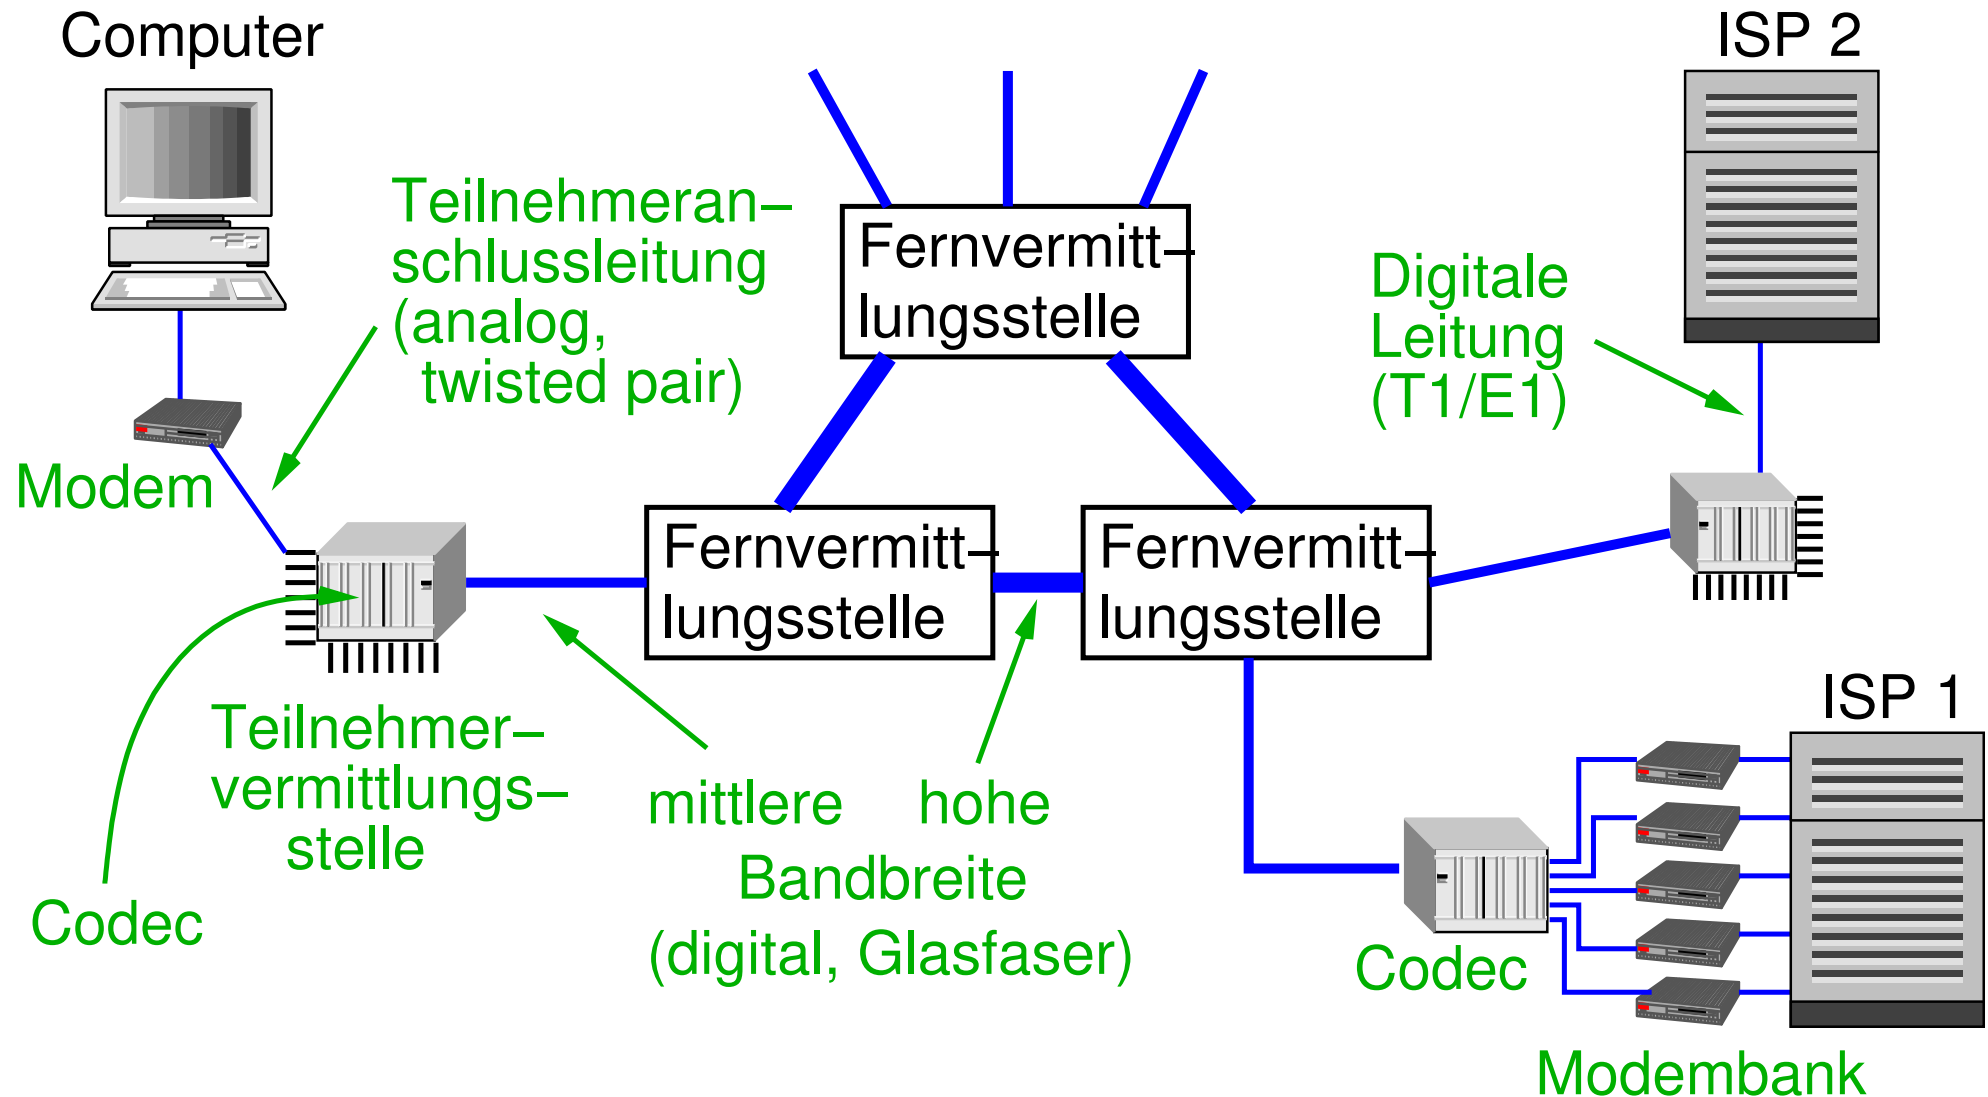 Computer
ISP 2
Teilnehmeran–
schlussleitung
(analog,
twisted pair)
Fernvermitt–
lungsstelle
Digitale
Leitung
(T1/E1)
Modem
Fernvermitt–
lungsstelle
Fernvermitt–
lungsstelle
Teilnehmer–
vermittlungs–
stelle
Codec
mittlere
hohe
Bandbreite
(digital, Glasfaser)
ISP 1
Codec
Modembank